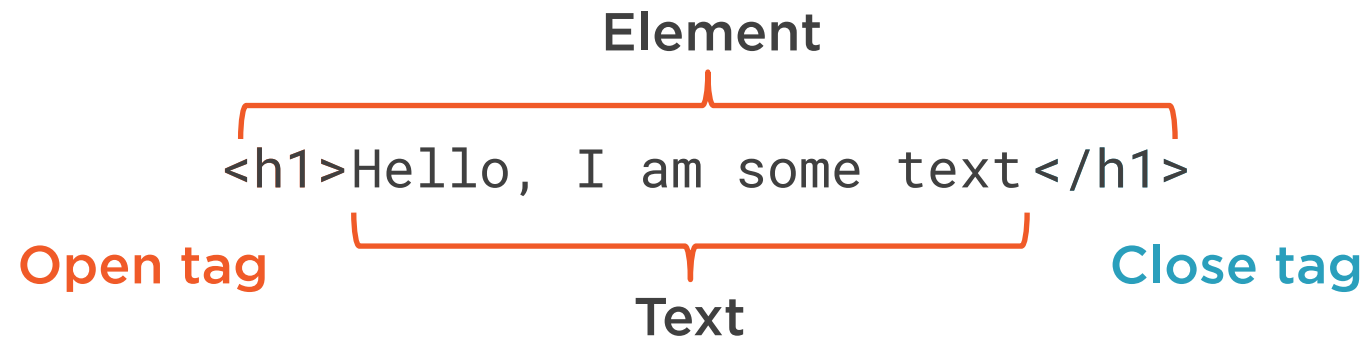 Element
<h1>Hello, I am some text</h1>
Open tag
Close tag
Text